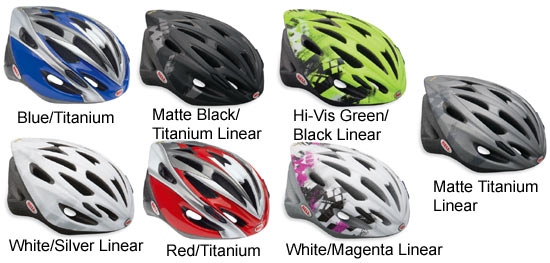 Blue/Titanium
Matte Black/
Titanium Linear
Hi-Vis Green/
Black Linear
Matte Titanium
Linear
White/Silver Linear
Red/Titanium
White/Magenta Linear